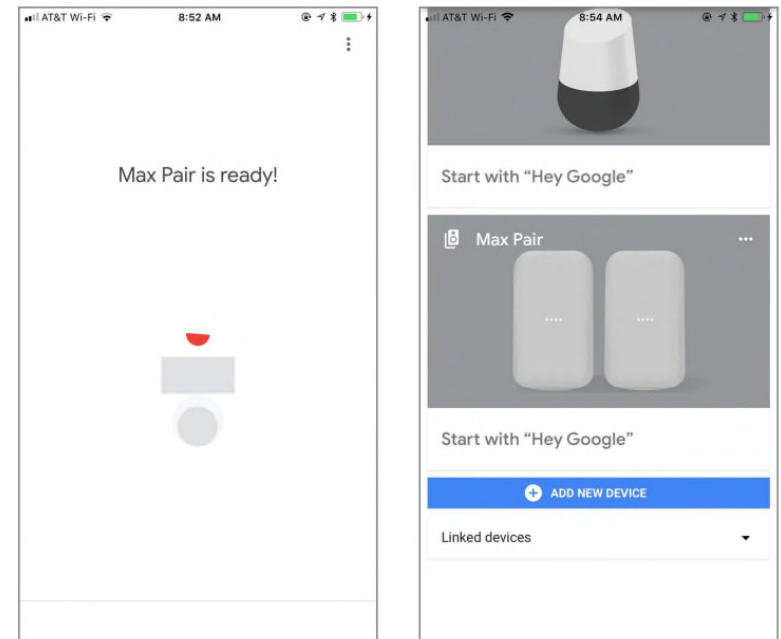 AT&T Wi-Fi 8:52 AM
Max Pair is ready!
AT&T Wi-Fi 8:54 AM
Start with “Hey Google”
Max Pair
Start with “Hey Google”
ADD NEW DEVICE
Linked devices